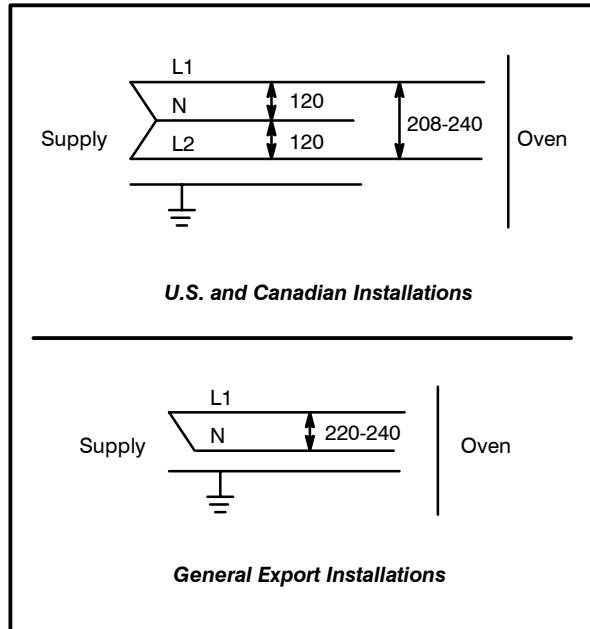 L1
N
120
Supply
L2
120
208-240
Oven
U.S. and Canadian Installations
L1
Supply
N
220-240
Oven
General Export Installations